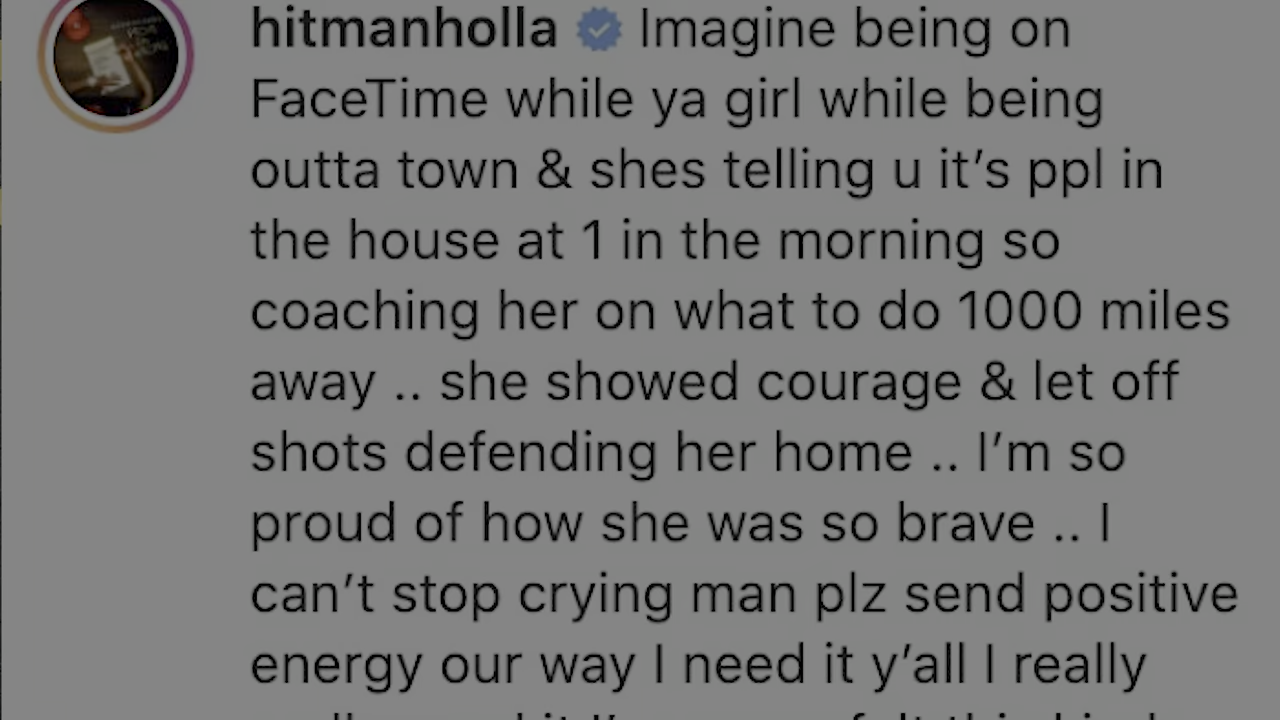 hitmanholla Imagine being on
FaceTime while ya girl while being
outta town & shes telling u it’s ppl in
the house at 1 in the morning so
coaching her on what to do 1000 miles
away .. she showed courage & let off
shots defending her home .. I’m so
proud of how she was so brave .. I
can’t stop crying man plz send positive
energy our way I need it y’all I really